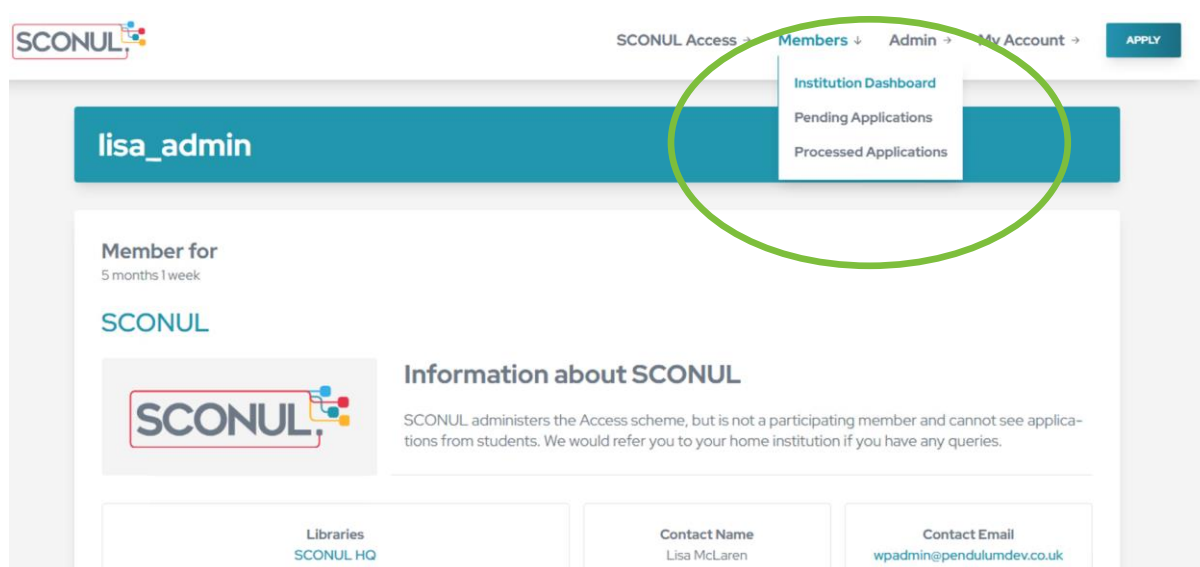 SCONUL
SCONUL Access → Members ↓ Admin → My Account → APPLY
Institution Dashboard
Pending Applications
Processed Applications
lisa_admin
Member for
5 months 1 week
SCONUL
SCONUL
Information about SCONUL
SCONUL administers the Access scheme, but is not a participating member and cannot see applica-
tions from students. We would refer you to your home institution if you have any queries.
Libraries
SCONUL HQ
Contact Name
Lisa McLaren
Contact Email
wpadmin@pendulumdev.co.uk